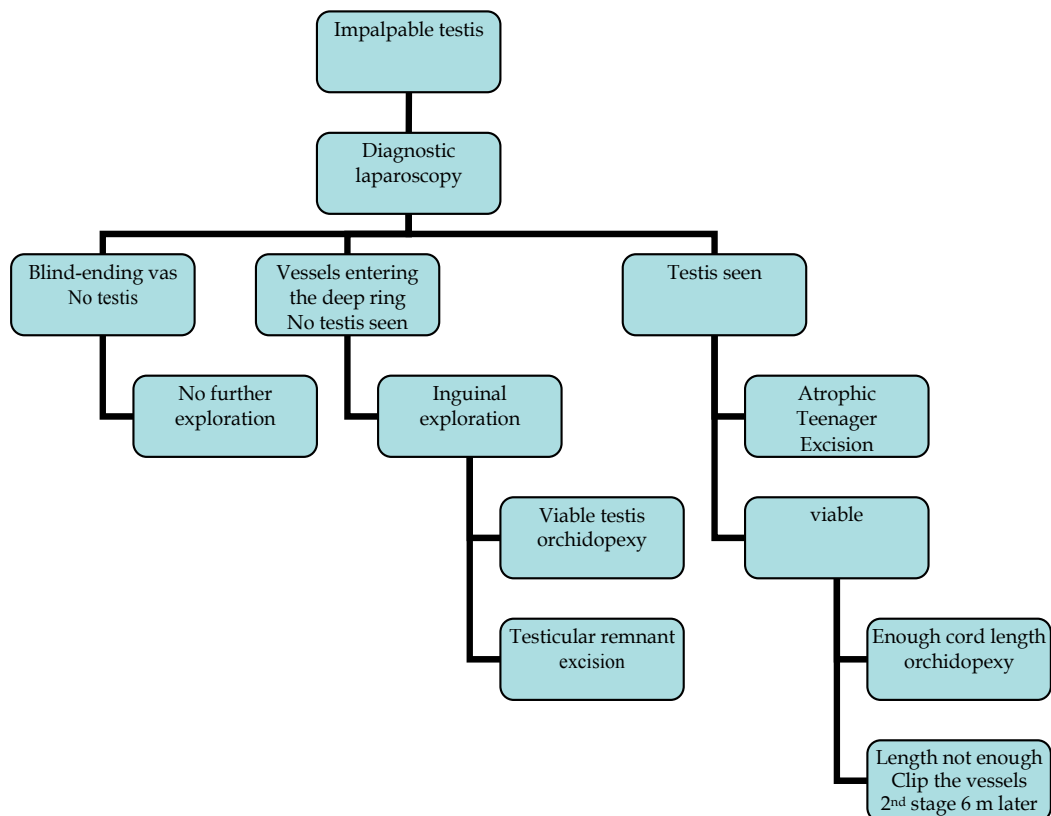 Impalpable testis
Diagnostic
laparoscopy
Blind-ending vas
No testis
Vessels entering
the deep ring
No testis seen
Testis seen
No further
exploration
Inguinal
exploration
Atrophic
Teenager
Excision
Viable testis
orchidopexy
viable
Testicular remnant
excision
Enough cord length
orchidopexy
Length not enough
Clip the vessels
2nd stage 6 m later